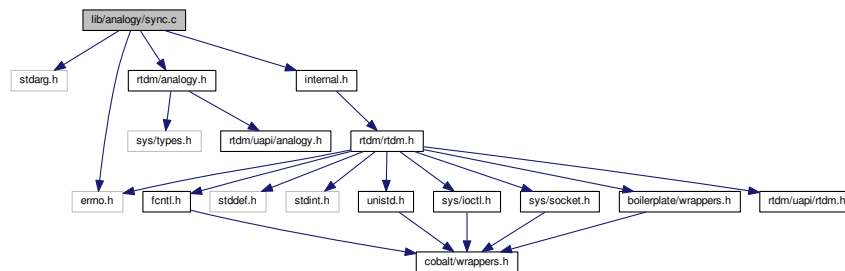 lib/analogy/sync.c
stdarg.h
rtdm/analogy.h
internal.h
sys/types.h
rtdm/uapi/analogy.h
rtdm/rtdm.h
errno.h
fcntl.h
stddef.h
stdint.h
unistd.h
sys/ioctl.h
sys/socket.h
boilerplate/wrappers.h
rtdm/uapi/rtdm.h
cobalt/wrappers.h